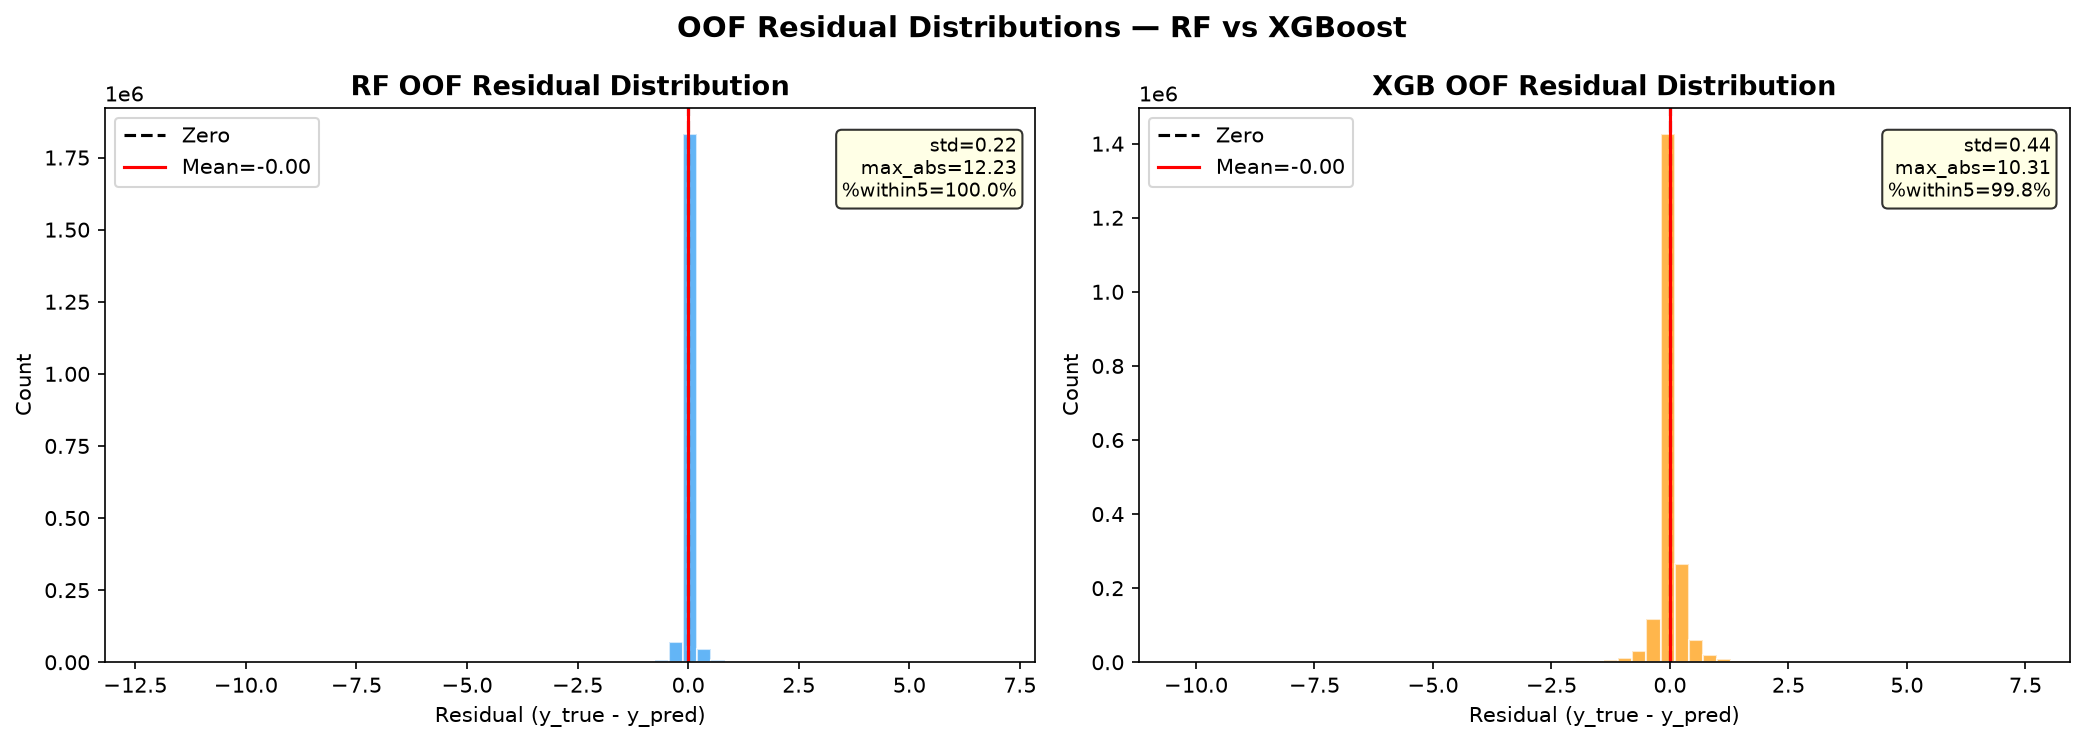 OOF Residual Distributions — RF vs XGBoost
RF OOF Residual Distribution
1e6
Zero
Mean=-0.00
std=0.22
max_abs=12.23
%within5=100.0%
Count
1.75
1.50
1.25
1.00
0.75
0.50
0.25
0.00
−12.5 −10.0 −7.5 −5.0 −2.5 0.0 2.5 5.0 7.5
Residual (y_true - y_pred)
XGB OOF Residual Distribution
1e6
Zero
Mean=-0.00
std=0.44
max_abs=10.31
%within5=99.8%
Count
1.4
1.2
1.0
0.8
0.6
0.4
0.2
0.0
−10.0 −7.5 −5.0 −2.5 0.0 2.5 5.0 7.5
Residual (y_true - y_pred)